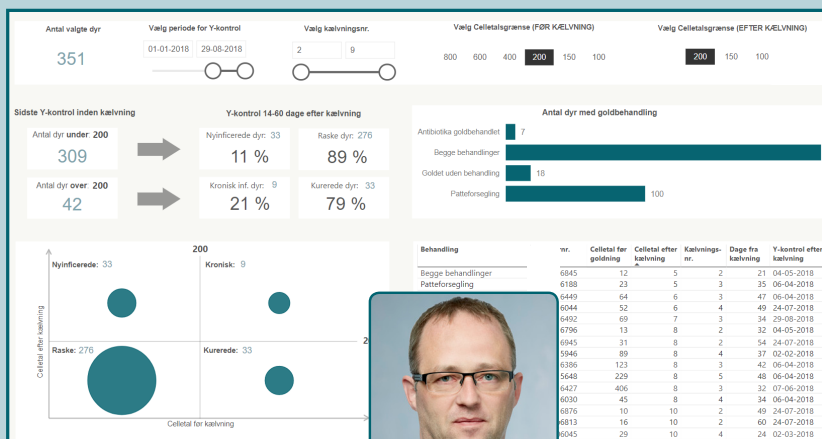 Antal valgte dyr
351
Vælg periode for Y-kontrol
01-01-2018 29-08-2018
Vælg kælvningsnr.
2 9
Vælg Celletalsgrænse (FØR KÆLVNING)
800 600 400 200 150 100
Vælg Celletalsgrænse (EFTER KÆLVNING)
200 150 100
Sidste Y-kontrol inden kælvning
Antal dyr under: 200
309
Antal dyr over: 200
42
Y-kontrol 14-60 dage efter kælvning
Nyinficerede dyr: 33
11 %
Raske dyr: 276
89 %
Kronisk inf. dyr: 9
21 %
Kurerede dyr: 33
79 %
Antal dyr med goldbehandling
Antibiotika goldbehandlet 7
Begge behandlinger
Goldet uden behandling 18
Patteforsegling 100
200
Nyinficerede: 33
Kronisk: 9
Raske: 276
Kurerede: 33
Celletal efter kælvning
Celletal før kælvning
Behandling
Begge behandlinger
Patteforsegling
nr. Celletal før goldning Celletal efter kælvning Kælvnings-nr. Dage fra kælvning Y-kontrol efter kælvning
6845 12 5 2 21 04-05-2018
6188 23 5 3 35 06-04-2018
6449 64 6 3 47 06-04-2018
6044 52 6 4 49 24-07-2018
6492 69 7 3 34 29-08-2018
6796 13 8 2 32 04-05-2018
6945 31 8 2 54 24-07-2018
5946 89 8 4 37 02-02-2018
6386 123 8 3 42 06-04-2018
5648 229 8 5 48 06-04-2018
6427 406 8 3 32 07-06-2018
6030 45 8 4 34 06-04-2018
6876 10 10 2 49 24-07-2018
6813 16 10 2 60 24-07-2018
6045 29 10 4 24 02-03-2018